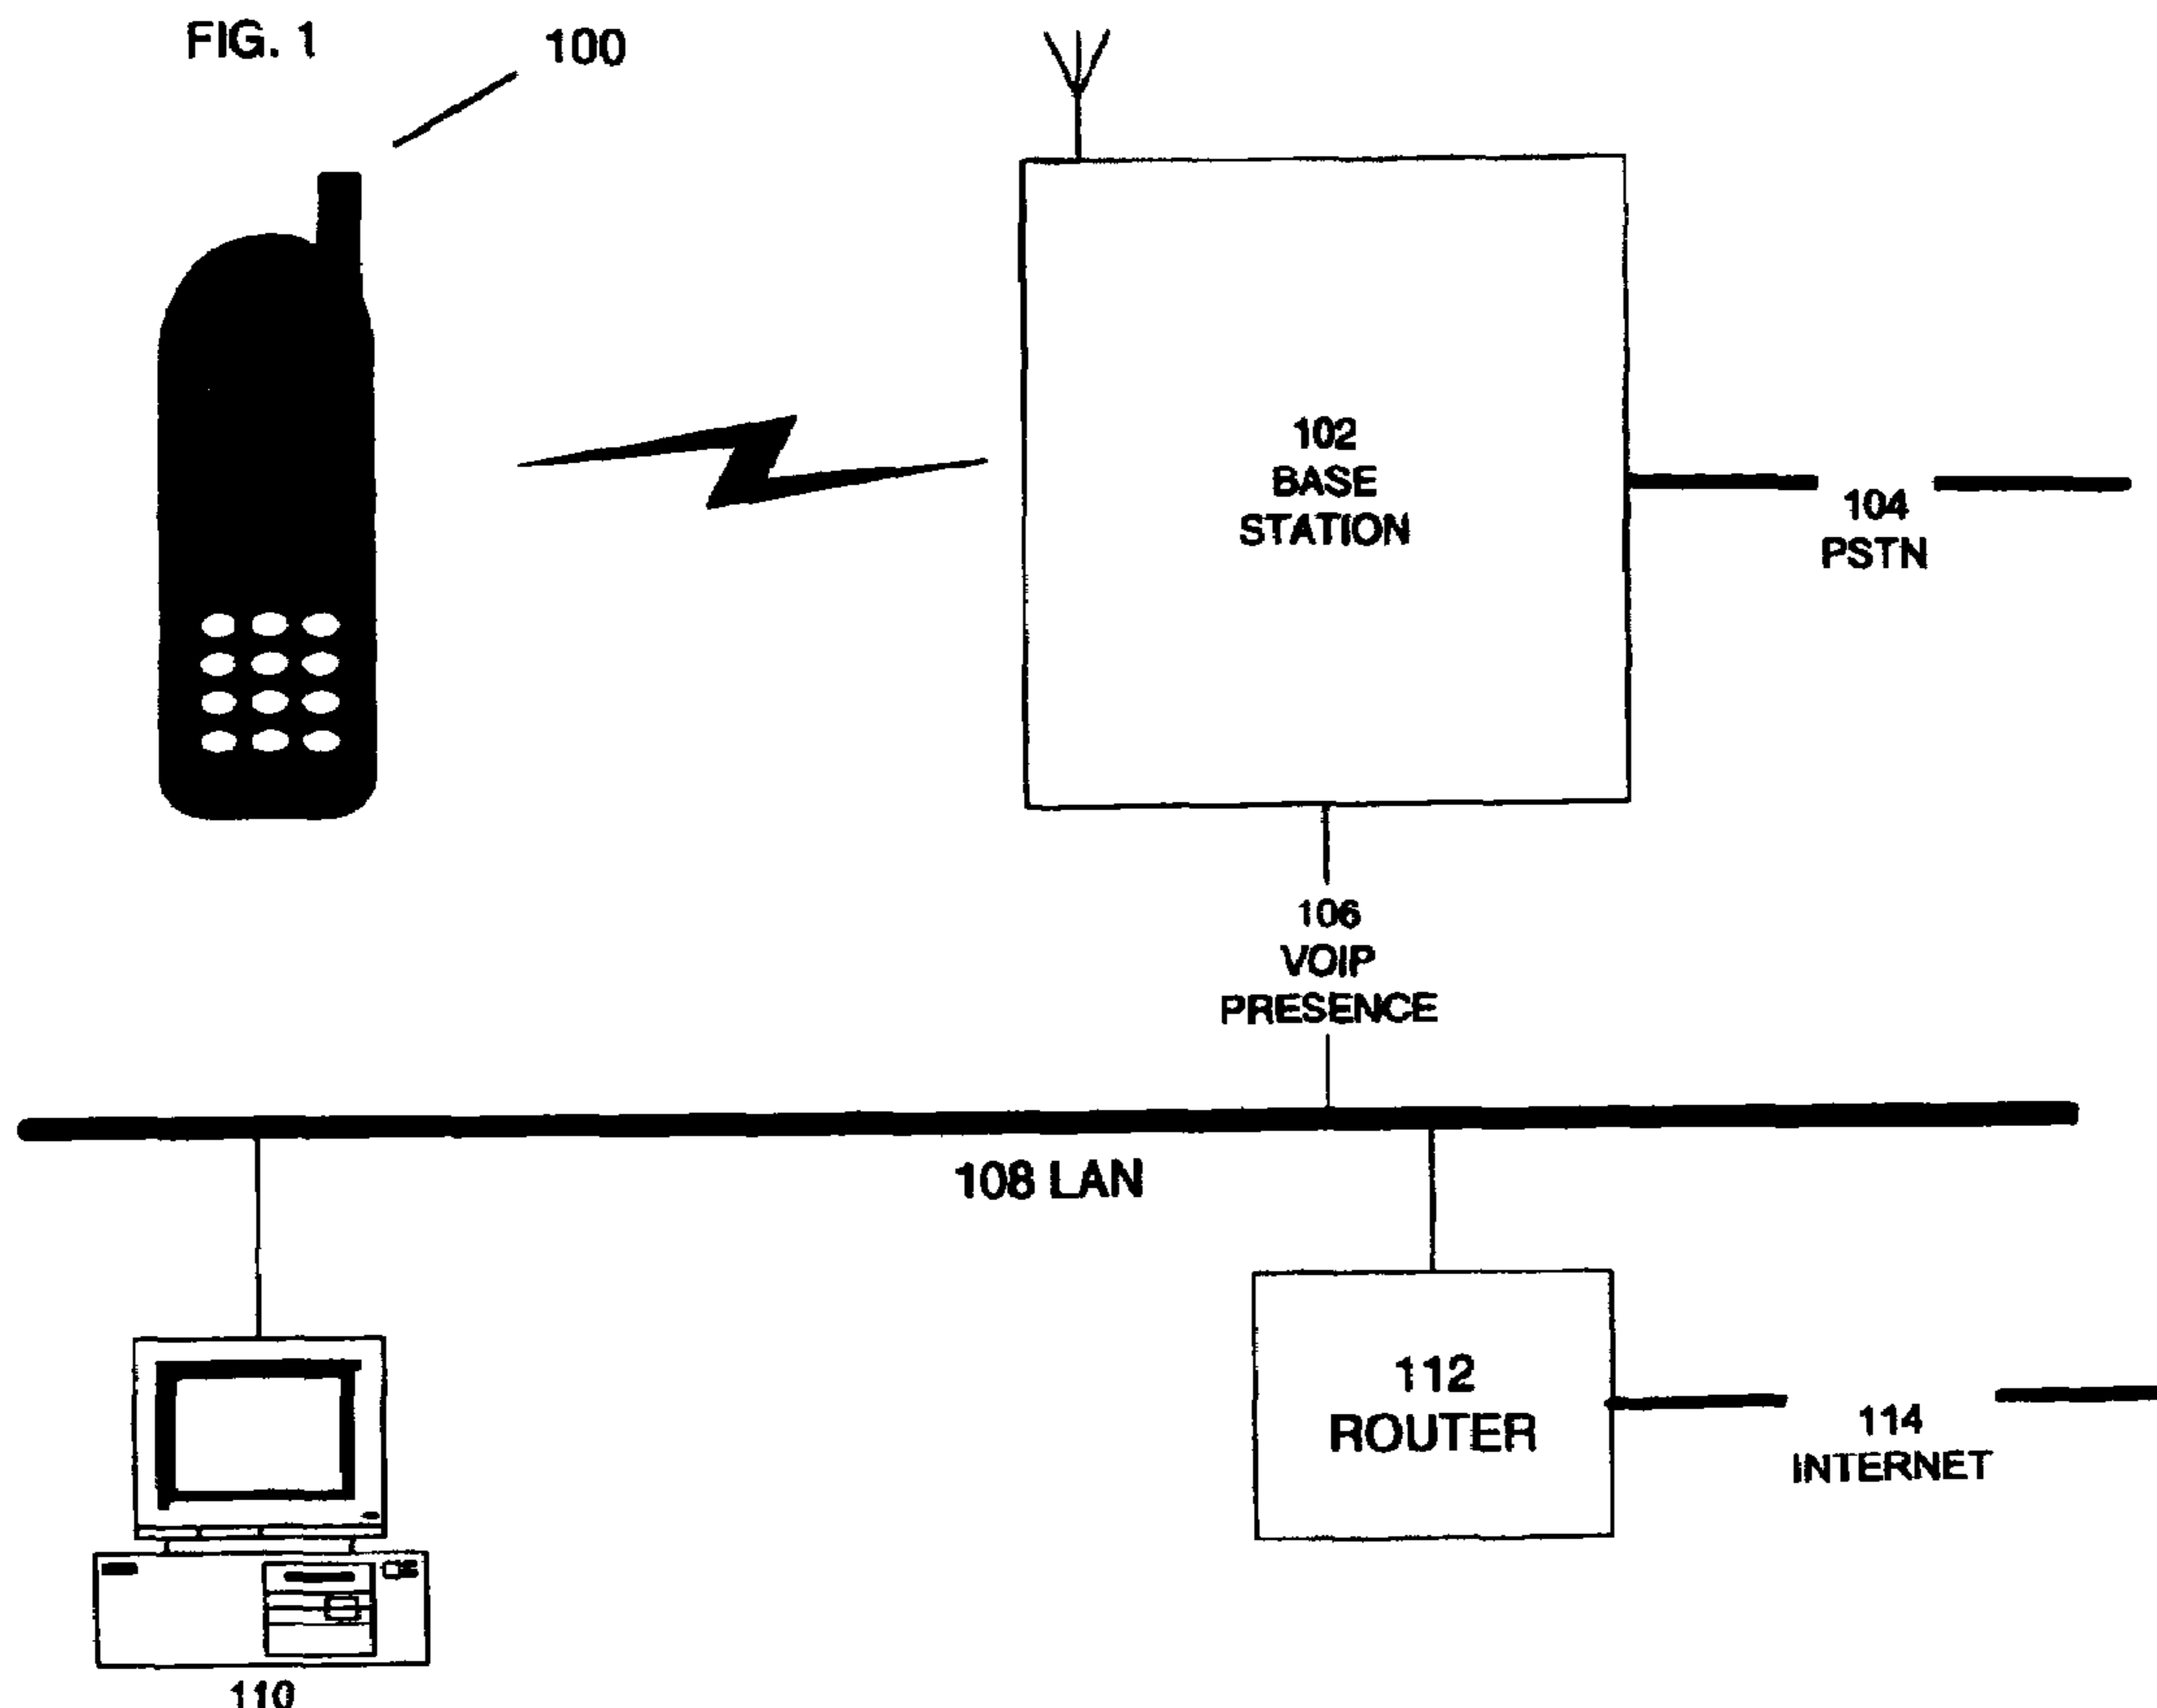 FIG. 1
100
102
BASE
STATION
104
PSTN
106
VOIP
PRESENCE
108 LAN
112
ROUTER
114
INTERNET
110